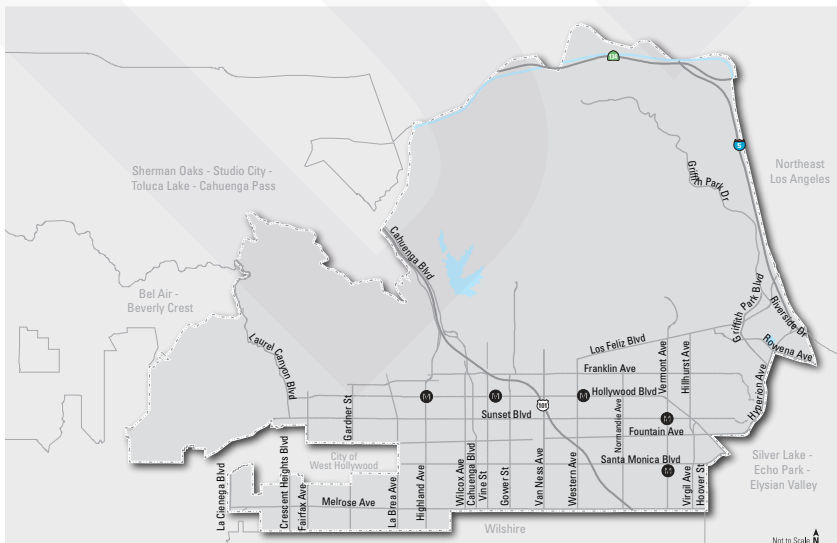 134
5
Sherman Oaks - Studio City -
Toluca Lake - Cahuenga Pass
Northeast
Los Angeles
Griffith Park Dr
Cahuenga Blvd
Bel Air -
Beverly Crest
Griffith Park Blvd
Riverside Dr
Laurel Canyon Blvd
Los Feliz Blvd
Rowena Ave
Vermont Ave
Hillhurst Ave
Franklin Ave
Hyperion Ave
M
M
M
Hollywood Blvd
101
Gardner St
Sunset Blvd
Normandie Ave
M
Fountain Ave
City of
West Hollywood
Santa Monica Blvd
M
Silver Lake -
Echo Park -
Elysian Valley
La Cienega Blvd
Crescent Heights Blvd
Fairfax Ave
Melrose Ave
La Brea Ave
Highland Ave
Wilcox Ave
Cahuenga Blvd
Vine St
Gower St
Van Ness Ave
Western Ave
Virgil Ave
Hoover St
Wilshire
Not to Scale
N